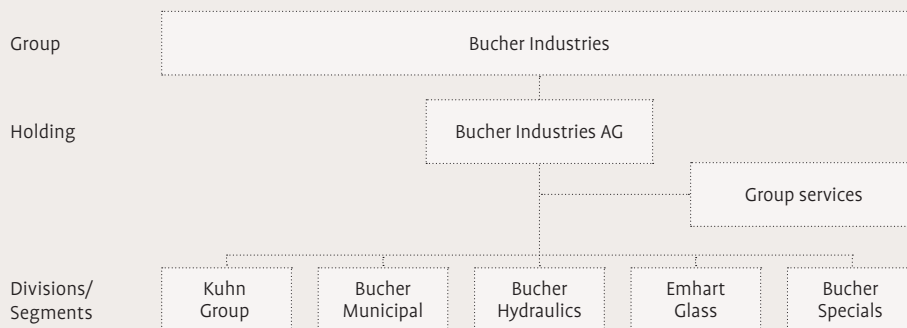 Group
Bucher Industries
Holding
Bucher Industries AG
Group services
Divisions/
Segments
Kuhn
Group
Bucher
Municipal
Bucher
Hydraulics
Emhart
Glass
Bucher
Specials